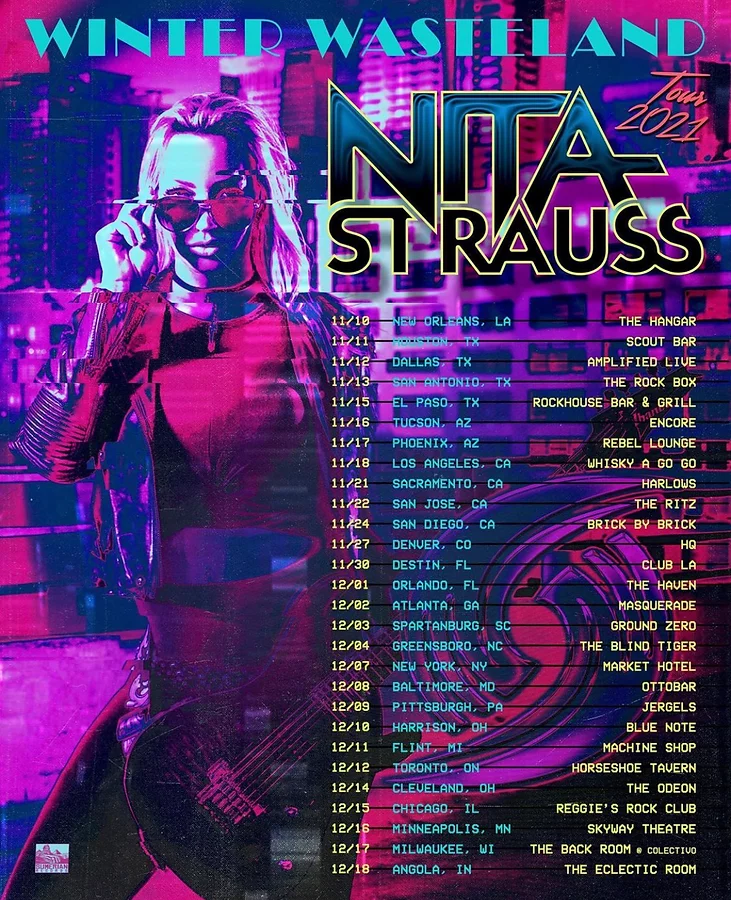 WINTER WASTELAND
Tour
2021
NITA
STRAUSS
11/10 NEW ORLEANS, LA THE HANGAR
11/11 HOUSTON, TX SCOUT BAR
11/12 DALLAS, TX AMPLIFIED LIVE
11/13 SAN ANTONIO, TX THE ROCK BOX
11/15 EL PASO, TX ROCKHOUSE BAR & GRILL
11/16 TUCSON, AZ ENCORE
11/17 PHOENIX, AZ REBEL LOUNGE
11/18 LOS ANGELES, CA WHISKY A GO GO
11/21 SACRAMENTO, CA HARLOWS
11/22 SAN JOSE, CA THE RITZ
11/24 SAN DIEGO, CA BRICK BY BRICK
11/27 DENVER, CO HQ
11/30 DESTIN, FL CLUB LA
12/01 ORLANDO, FL THE HAVEN
12/02 ATLANTA, GA MASQUERADE
12/03 SPARTANBURG, SC GROUND ZERO
12/04 GREENSBORO, NC THE BLIND TIGER
12/07 NEW YORK, NY MARKET HOTEL
12/08 BALTIMORE, MD OTTOBAR
12/09 PITTSBURGH, PA JERGELS
12/10 HARRISON, OH BLUE NOTE
12/11 FLINT, MI MACHINE SHOP
12/12 TORONTO, ON HORSESHOE TAVERN
12/14 CLEVELAND, OH THE ODEON
12/15 CHICAGO, IL REGGIE'S ROCK CLUB
12/16 MINNEAPOLIS, MN SKYWAY THEATRE
12/17 MILWAUKEE, WI THE BACK ROOM @ COLECTIVO
12/18 ANGOLA, IN THE ECLECTIC ROOM
SUMERIAN
RECORDS